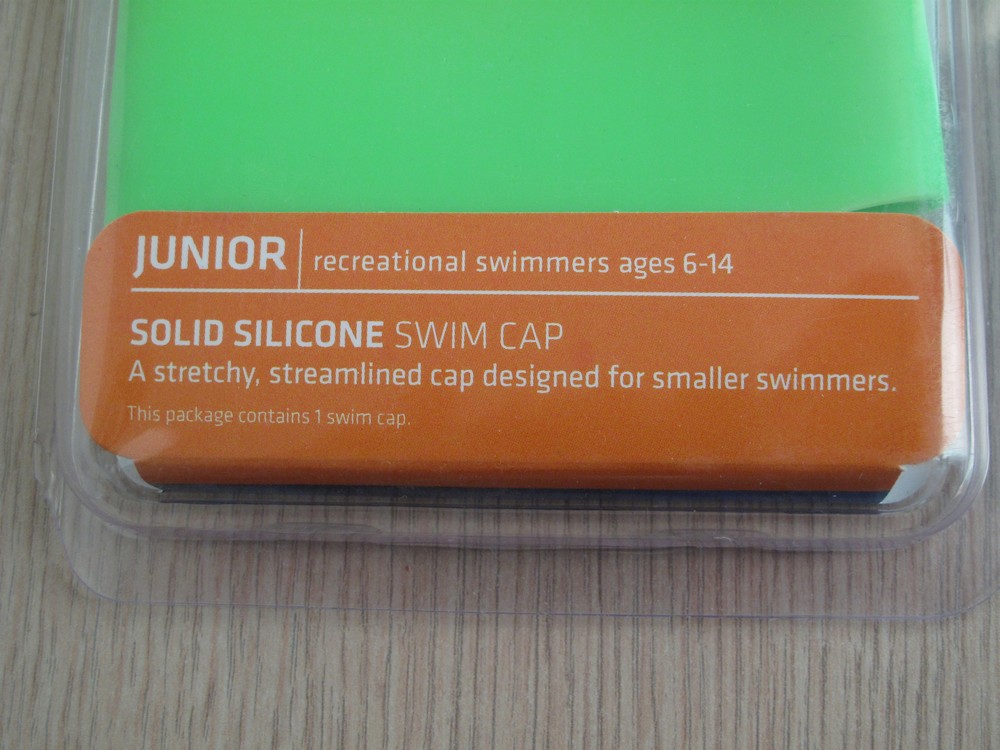 JUNIOR recreational swimmers ages 6-14
SOLID SILICONE SWIM CAP
A stretchy, streamlined cap designed for smaller swimmers.
This package contains 1 swim cap.